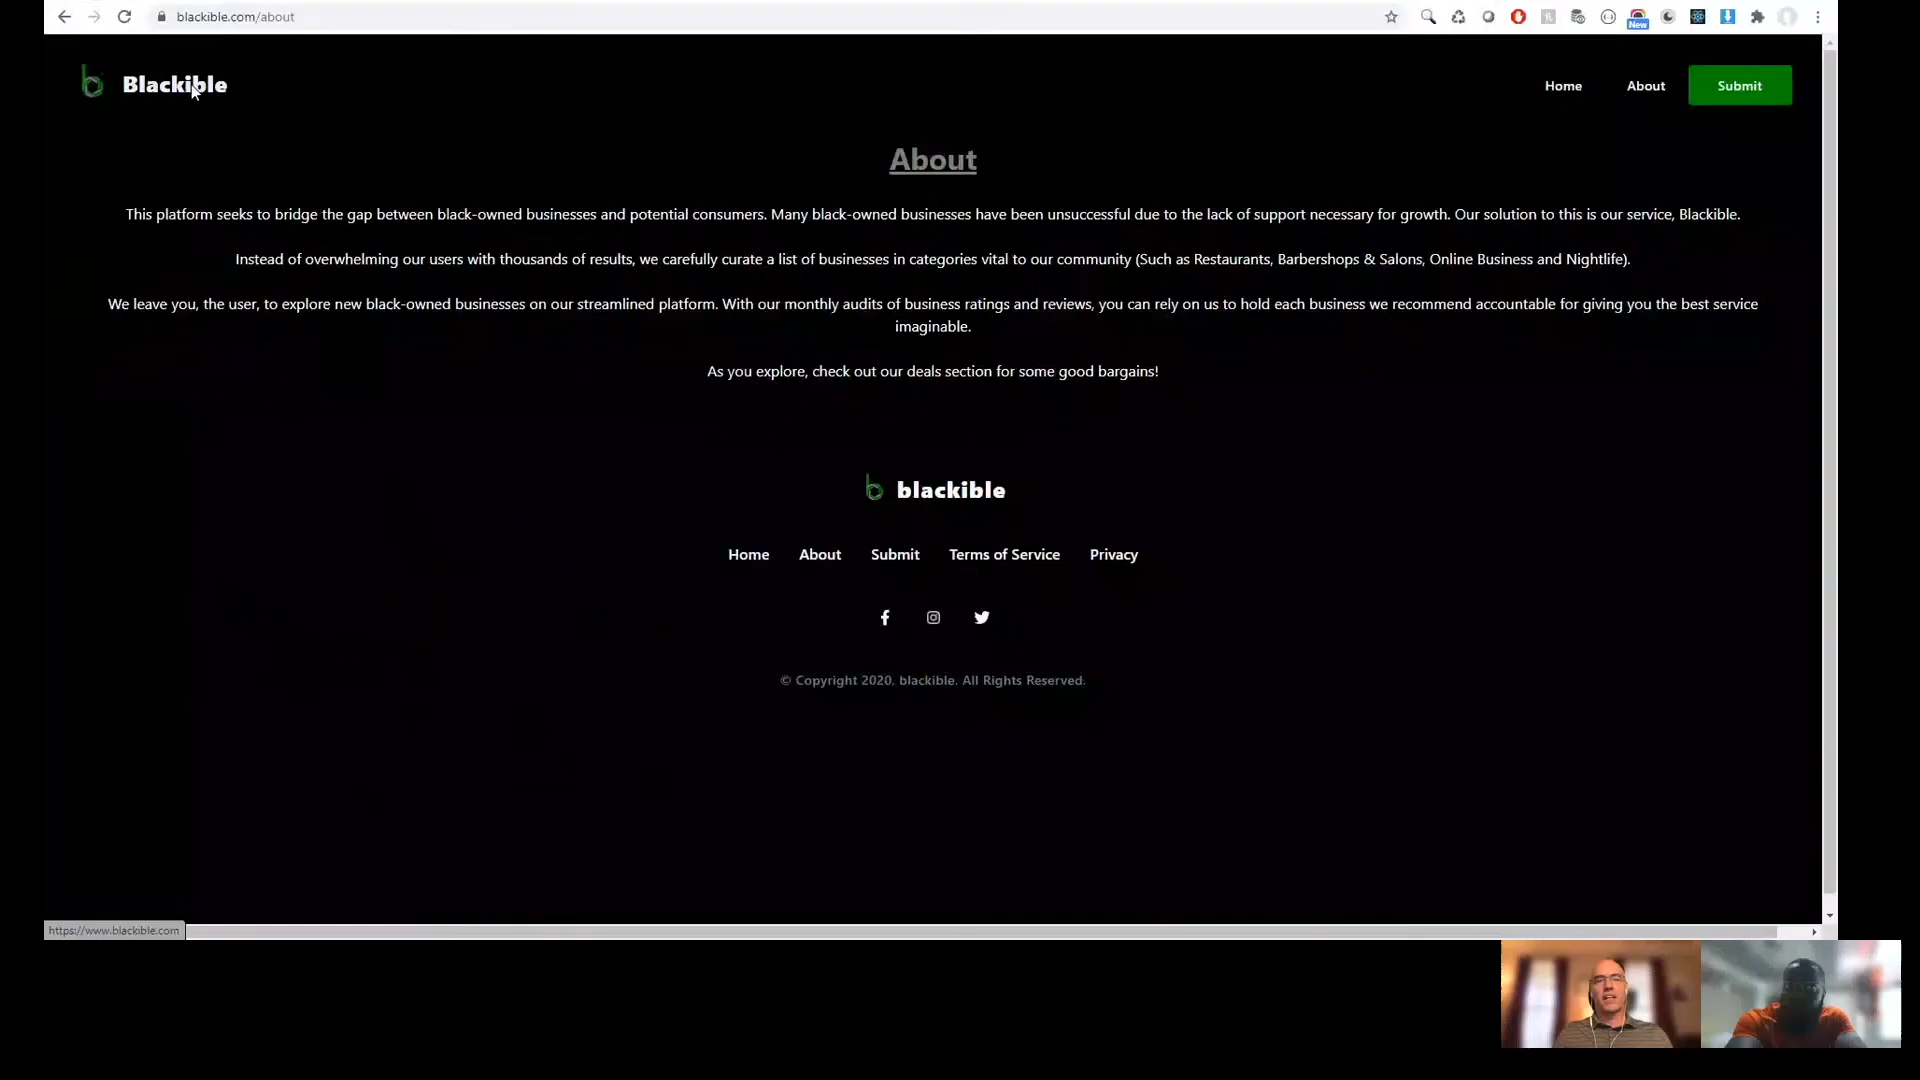 blackible.com/about
New
Blackible
Home
About
Submit
About
This platform seeks to bridge the gap between black-owned businesses and potential consumers. Many black-owned businesses have been unsuccessful due to the lack of support necessary for growth. Our solution to this is our service, Blackible.
Instead of overwhelming our users with thousands of results, we carefully curate a list of businesses in categories vital to our community (Such as Restaurants, Barbershops & Salons, Online Business and Nightlife).
We leave you, the user, to explore new black-owned businesses on our streamlined platform. With our monthly audits of business ratings and reviews, you can rely on us to hold each business we recommend accountable for giving you the best service
imaginable.
As you explore, check out our deals section for some good bargains!
blackible
Home About Submit Terms of Service Privacy
© Copyright 2020, blackible. All Rights Reserved.
https://www.blackible.com